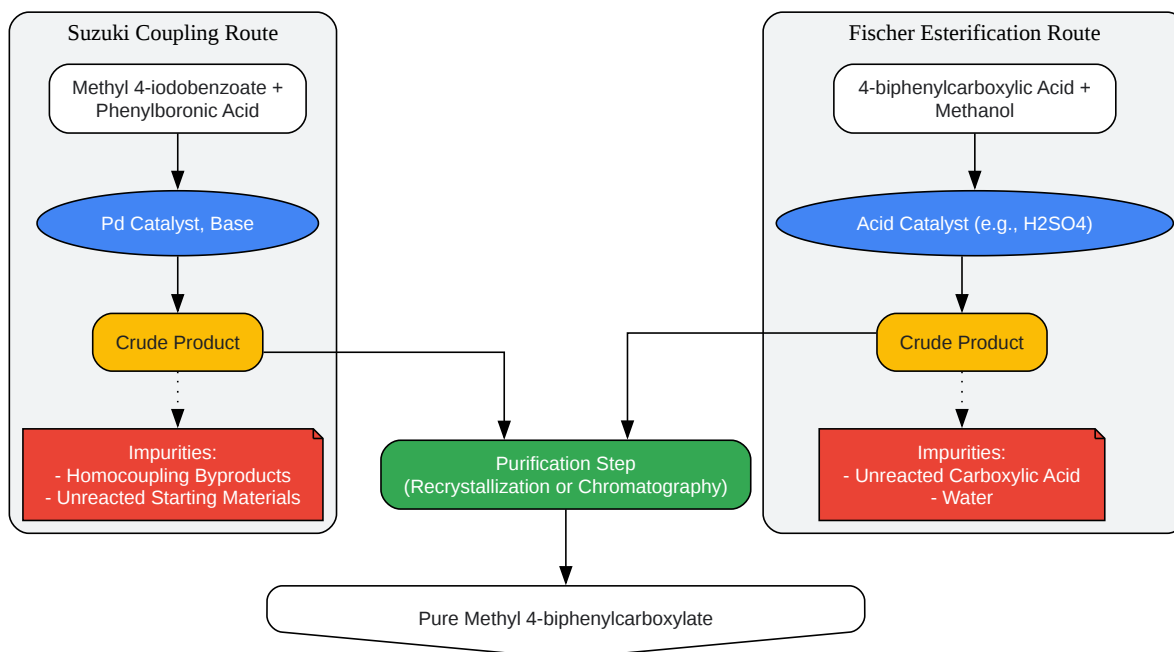 Suzuki Coupling Route
Methyl 4-iodobenzoate +
Phenylboronic Acid
Pd Catalyst, Base
Crude Product
Impurities:
- Homocoupling Byproducts
- Unreacted Starting Materials
Fischer Esterification Route
4-biphenylcarboxylic Acid +
Methanol
Acid Catalyst (e.g., H2SO4)
Crude Product
Impurities:
- Unreacted Carboxylic Acid
- Water
Purification Step
(Recrystallization or Chromatography)
Pure Methyl 4-biphenylcarboxylate